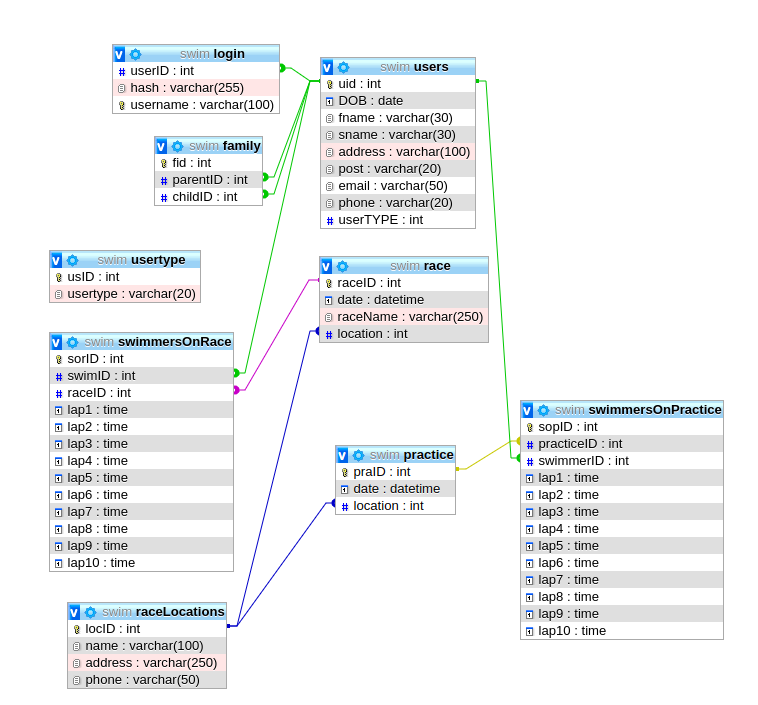 swim login
userID : int
hash : varchar(255)
username : varchar(100)
swim users
uid : int
DOB : date
fname : varchar(30)
sname : varchar(30)
address : varchar(100)
post : varchar(20)
email : varchar(50)
phone : varchar(20)
userTYPE : int
swim family
fid : int
parentID : int
childID : int
swim usertype
usID : int
usertype : varchar(20)
swim race
raceID : int
date : datetime
raceName : varchar(250)
location : int
swim swimmersOnRace
sorID : int
swimID : int
raceID : int
lap1 : time
lap2 : time
lap3 : time
lap4 : time
lap5 : time
lap6 : time
lap7 : time
lap8 : time
lap9 : time
lap10 : time
swim practice
praID : int
date : datetime
location : int
swim swimmersOnPractice
sopID : int
practiceID : int
swimmerID : int
lap1 : time
lap2 : time
lap3 : time
lap4 : time
lap5 : time
lap6 : time
lap7 : time
lap8 : time
lap9 : time
lap10 : time
swim raceLocations
locID : int
name : varchar(100)
address : varchar(250)
phone : varchar(50)